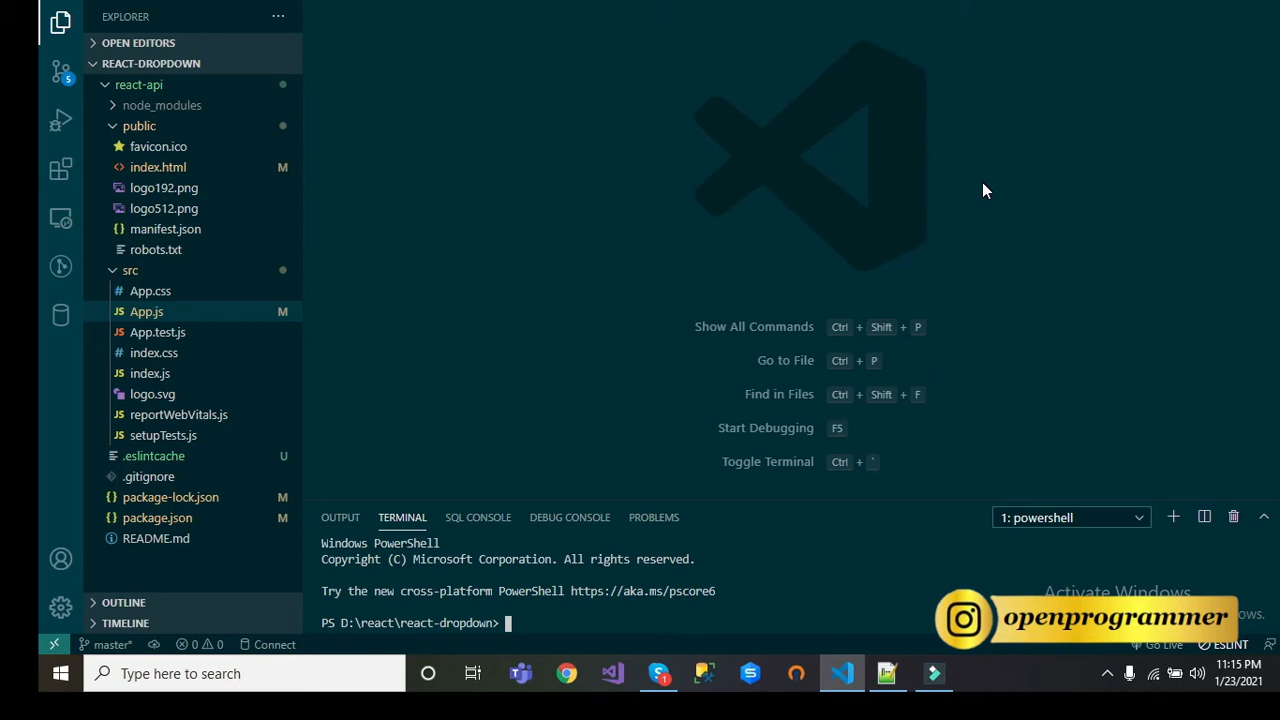 EXPLORER
OPEN EDITORS
REACT-DROPDOWN
react-api
node_modules
public
favicon.ico
index.html M
logo192.png
logo512.png
manifest.json
robots.txt
src
App.css
App.js M
App.test.js
index.css
index.js
logo.svg
reportWebVitals.js
setupTests.js
.eslintcache U
.gitignore
package-lock.json M
package.json M
README.md
OUTLINE
TIMELINE
5
Show All Commands Ctrl + Shift + P
Go to File Ctrl + P
Find in Files Ctrl + Shift + F
Start Debugging F5
Toggle Terminal Ctrl + `
OUTPUT TERMINAL SQL CONSOLE DEBUG CONSOLE PROBLEMS 1: powershell
Windows PowerShell
Copyright (C) Microsoft Corporation. All rights reserved.
Try the new cross-platform PowerShell https://aka.ms/pscore6
PS D:\react\react-dropdown>
Activate Windows
openprogrammer
master* 0 0 Connect Go Live ESLINT
Type here to search
1
11:15 PM
1/23/2021